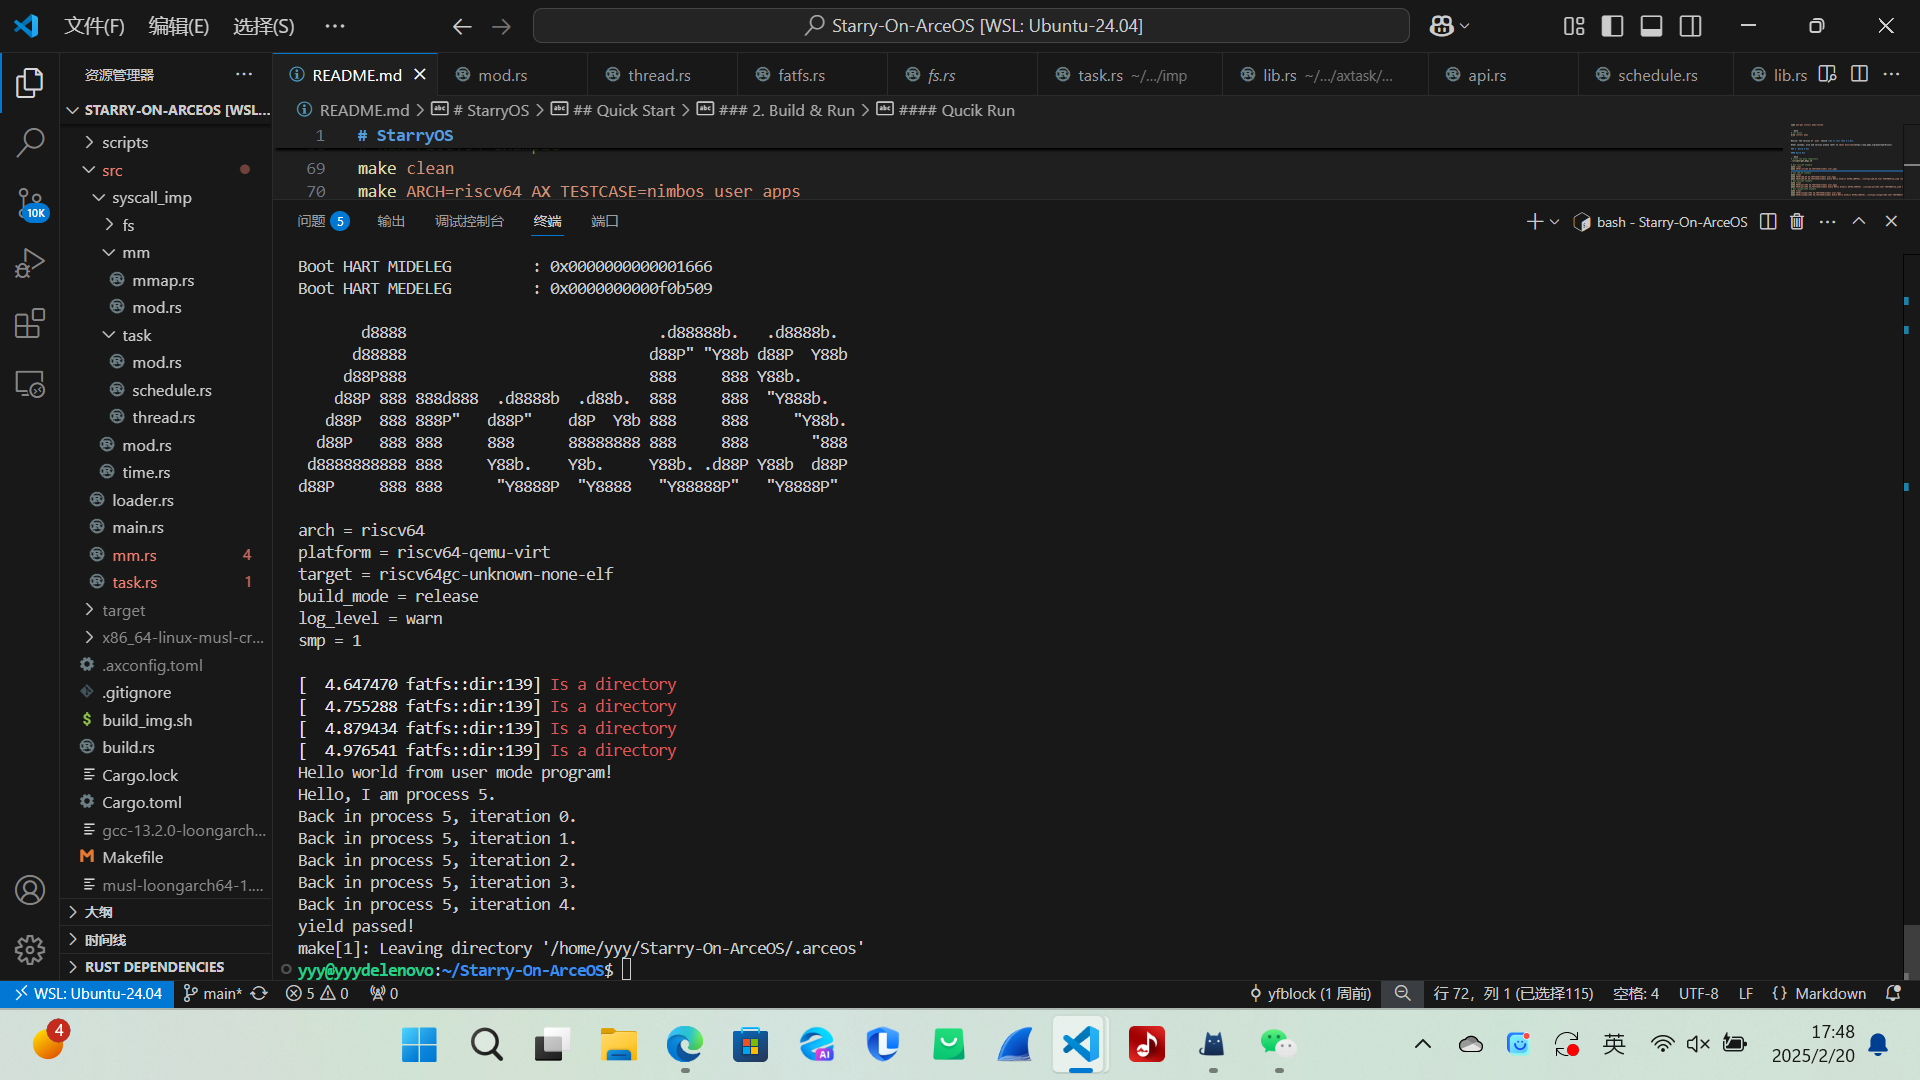 文件(F) 编辑(E) 选择(S) ··· Starry-On-ArceOS [WSL: Ubuntu-24.04]
资源管理器 ···
README.md mod.rs thread.rs fatfs.rs fs.rs task.rs ~/.../imp lib.rs ~/.../axtask/... api.rs schedule.rs lib.rs ···
STARRY-ON-ARCEOS [WSL...
scripts
src
syscall_imp
fs
mm
mmap.rs
mod.rs
task
mod.rs
schedule.rs
thread.rs
mod.rs
time.rs
loader.rs
main.rs
mm.rs 4
task.rs 1
target
x86_64-linux-musl-cr...
.axconfig.toml
.gitignore
$ build_img.sh
build.rs
Cargo.lock
Cargo.toml
gcc-13.2.0-loongarch...
Makefile
musl-loongarch64-1....
大纲
时间线
RUST DEPENDENCIES
10K
README.md > # StarryOS > ## Quick Start > ### 2. Build & Run > #### Qucik Run
1 # StarryOS
69 make clean
70 make ARCH=riscv64 AX_TESTCASE=nimbos user_apps
问题 5 输出 调试控制台 终端 端口 bash - Starry-On-ArceOS ···
Boot HART MIDELEG : 0x0000000000001666
Boot HART MEDELEG : 0x0000000000f0b509
       d8888                            .d88888b.   .d8888b.
      d88888                           d88P" "Y88b d88P  Y88b
     d88P888                           888     888 Y88b.
    d88P 888 888d888  .d8888b  .d88b.  888     888  "Y888b.
   d88P  888 888P"   d88P"    d8P  Y8b 888     888     "Y88b.
  d88P   888 888     888      88888888 888     888       "888
 d8888888888 888     Y88b.    Y8b.     Y88b. .d88P Y88b  d88P
d88P     888 888      "Y8888P  "Y8888   "Y88888P"   "Y8888P"
arch = riscv64
platform = riscv64-qemu-virt
target = riscv64gc-unknown-none-elf
build_mode = release
log_level = warn
smp = 1
[  4.647470 fatfs::dir:139] Is a directory
[  4.755288 fatfs::dir:139] Is a directory
[  4.879434 fatfs::dir:139] Is a directory
[  4.976541 fatfs::dir:139] Is a directory
Hello world from user mode program!
Hello, I am process 5.
Back in process 5, iteration 0.
Back in process 5, iteration 1.
Back in process 5, iteration 2.
Back in process 5, iteration 3.
Back in process 5, iteration 4.
yield passed!
make[1]: Leaving directory '/home/yyy/Starry-On-ArceOS/.arceos'
yyy@yyydelenovo:~/Starry-On-ArceOS$
WSL: Ubuntu-24.04 main* 5 0 0 yfblock (1 周前) 行 72，列 1 (已选择115) 空格: 4 UTF-8 LF {} Markdown
4 AI 英 17:48
2025/2/20